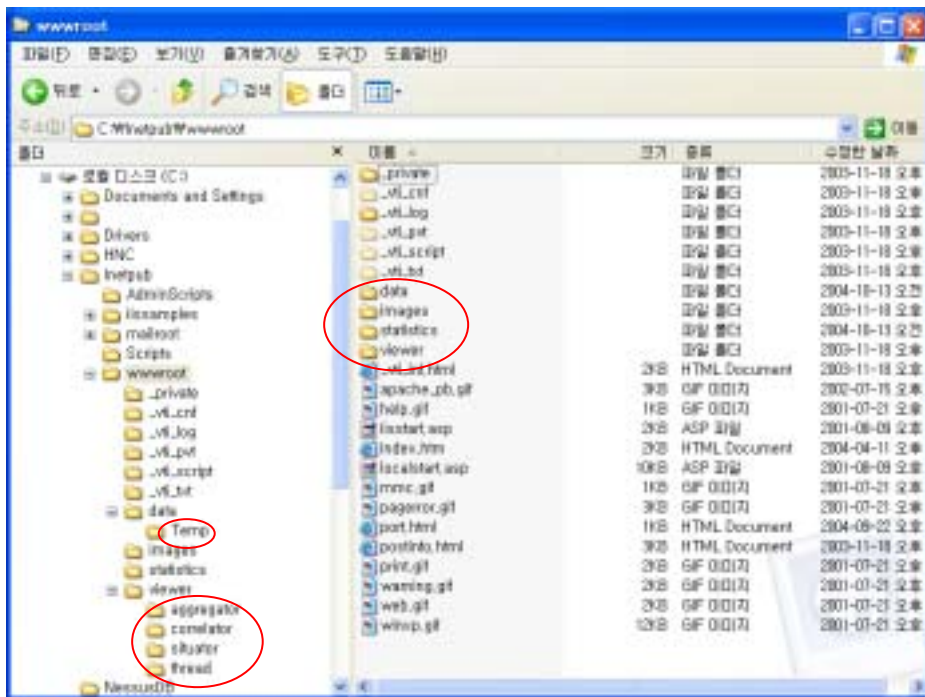 wwwroot
파일(F) 편집(E) 보기(V) 즐겨찾기(A) 도구(T) 도움말(H)
뒤로 검색 폴더
주소(D) C:\Inetpub\wwwroot 이동
폴더 × 이름 크기 종류 수정한 날짜
로컬 디스크 (C:)
Documents and Settings
Drivers
HNC
Inetpub
AdminScripts
iissamples
mailroot
Scripts
wwwroot
_private
_vti_cnf
_vti_log
_vti_pvt
_vti_script
_vti_txt
data
Temp
images
statistics
viewer
aggregator
correlator
situator
thread
NessusDB
_private 파일 폴더 2003-11-18 오후
_vti_cnf 파일 폴더 2003-11-18 오후
_vti_log 파일 폴더 2003-11-18 오후
_vti_pvt 파일 폴더 2003-11-18 오후
_vti_script 파일 폴더 2003-11-18 오후
_vti_txt 파일 폴더 2003-11-18 오후
data 파일 폴더 2004-10-13 오전
images 파일 폴더 2003-11-18 오후
statistics 파일 폴더 2004-10-13 오전
viewer 파일 폴더 2003-11-18 오후
_vti_inf.html 2KB HTML Document 2003-11-18 오후
apache_pb.gif 3KB GIF 이미지 2002-07-15 오후
help.gif 1KB GIF 이미지 2001-07-21 오후
iisstart.asp 2KB ASP 파일 2001-08-09 오후
index.htm 2KB HTML Document 2004-04-11 오후
localstart.asp 10KB ASP 파일 2001-08-09 오후
mmc.gif 1KB GIF 이미지 2001-07-21 오후
pagerror.gif 3KB GIF 이미지 2001-07-21 오후
port.html 1KB HTML Document 2004-09-22 오후
postinfo.html 3KB HTML Document 2003-11-18 오후
print.gif 2KB GIF 이미지 2001-07-21 오후
warning.gif 2KB GIF 이미지 2001-07-21 오후
web.gif 2KB GIF 이미지 2001-07-21 오후
winxp.gif 12KB GIF 이미지 2001-07-21 오후